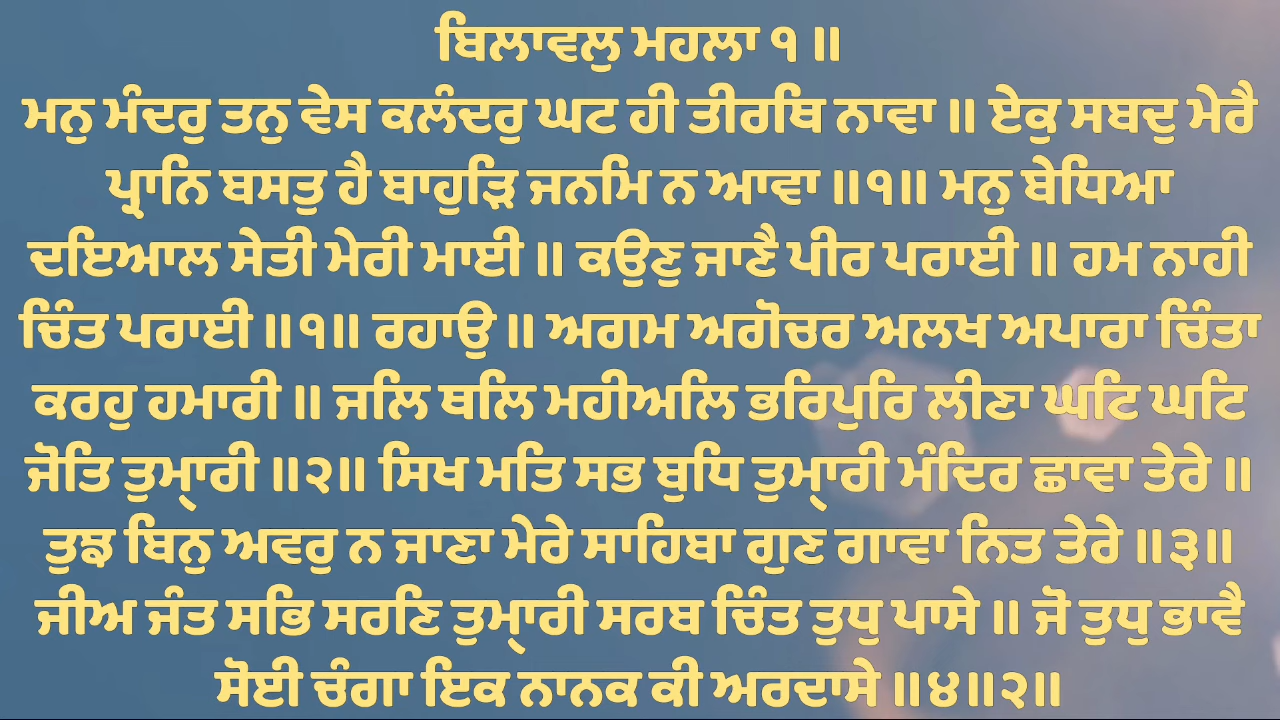 ਬਿਲਾਵਲੁ ਮਹਲਾ ੧ ॥
ਮਨੁ ਮੰਦਰੁ ਤਨੁ ਵੇਸ ਕਲੰਦਰੁ ਘਟ ਹੀ ਤੀਰਥਿ ਨਾਵਾ ॥ ਏਕੁ ਸਬਦੁ ਮੇਰੈ
ਪ੍ਰਾਨਿ ਬਸਤੁ ਹੈ ਬਾਹੁੜਿ ਜਨਮਿ ਨ ਆਵਾ ॥੧॥ ਮਨੁ ਬੇਧਿਆ
ਦਇਆਲ ਸੇਤੀ ਮੇਰੀ ਮਾਈ ॥ ਕਉਣੁ ਜਾਣੈ ਪੀਰ ਪਰਾਈ ॥ ਹਮ ਨਾਹੀ
ਚਿੰਤ ਪਰਾਈ ॥੧॥ ਰਹਾਉ ॥ ਅਗਮ ਅਗੋਚਰ ਅਲਖ ਅਪਾਰਾ ਚਿੰਤਾ
ਕਰਹੁ ਹਮਾਰੀ ॥ ਜਲਿ ਥਲਿ ਮਹੀਅਲਿ ਭਰਿਪੁਰਿ ਲੀਣਾ ਘਟਿ ਘਟਿ
ਜੋਤਿ ਤੁਮ੍ਹਾਰੀ ॥੨॥ ਸਿਖ ਮਤਿ ਸਭ ਬੁਧਿ ਤੁਮ੍ਹਾਰੀ ਮੰਦਿਰ ਛਾਵਾ ਤੇਰੇ ॥
ਤੁਝ ਬਿਨੁ ਅਵਰੁ ਨ ਜਾਣਾ ਮੇਰੇ ਸਾਹਿਬਾ ਗੁਣ ਗਾਵਾ ਨਿਤ ਤੇਰੇ ॥੩॥
ਜੀਅ ਜੰਤ ਸਭਿ ਸਰਣਿ ਤੁਮ੍ਹਾਰੀ ਸਰਬ ਚਿੰਤ ਤੁਧੁ ਪਾਸੇ ॥ ਜੋ ਤੁਧੁ ਭਾਵੈ
ਸੋਈ ਚੰਗਾ ਇਕ ਨਾਨਕ ਕੀ ਅਰਦਾਸੇ ॥੪॥੨॥